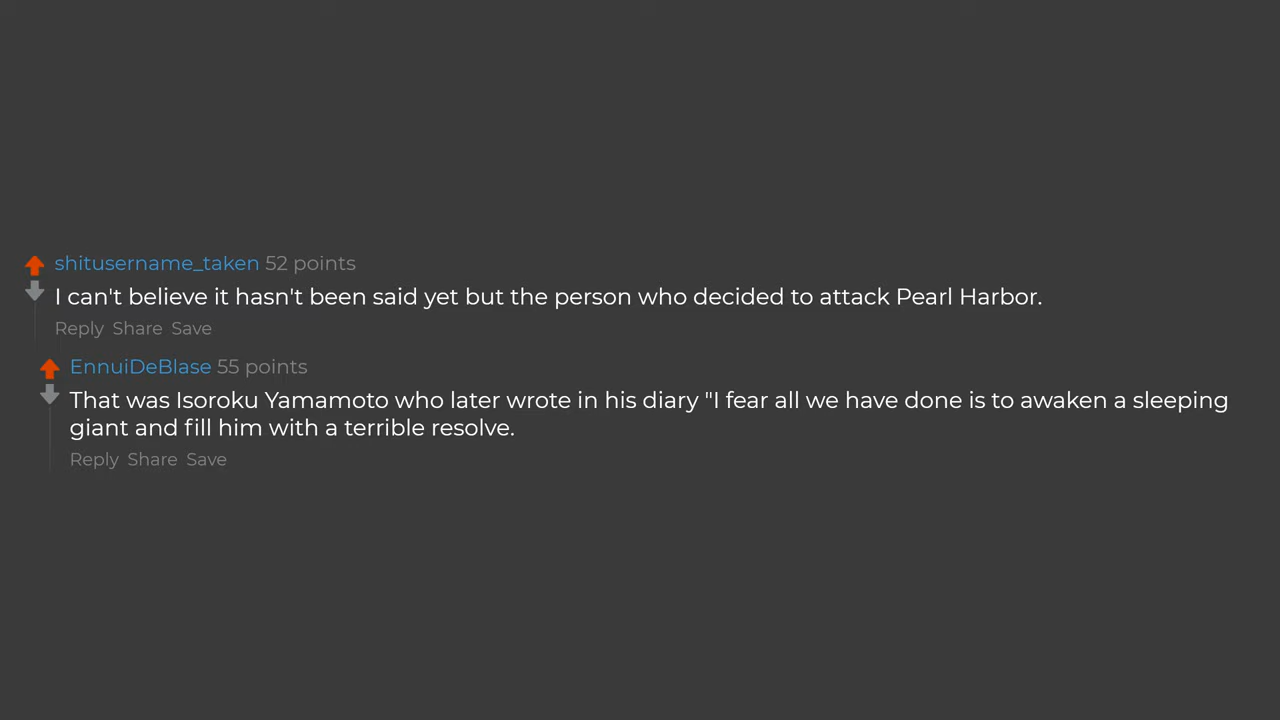 shitusername_taken 52 points
I can't believe it hasn't been said yet but the person who decided to attack Pearl Harbor.
Reply Share Save
EnnuiDeBlase 55 points
That was Isoroku Yamamoto who later wrote in his diary "I fear all we have done is to awaken a sleeping
giant and fill him with a terrible resolve.
Reply Share Save